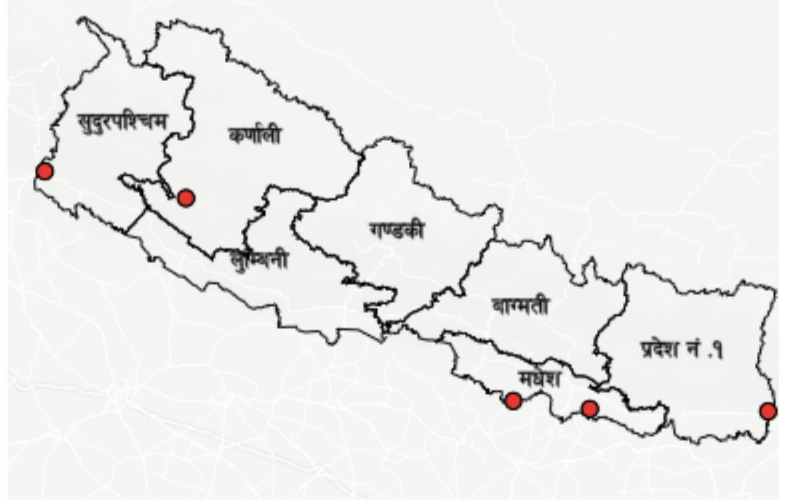 सुदुरपश्चिम
कर्णाली
गण्डकी
लुम्बिनी
बाग्मती
प्रदेश नं .१
मधेश